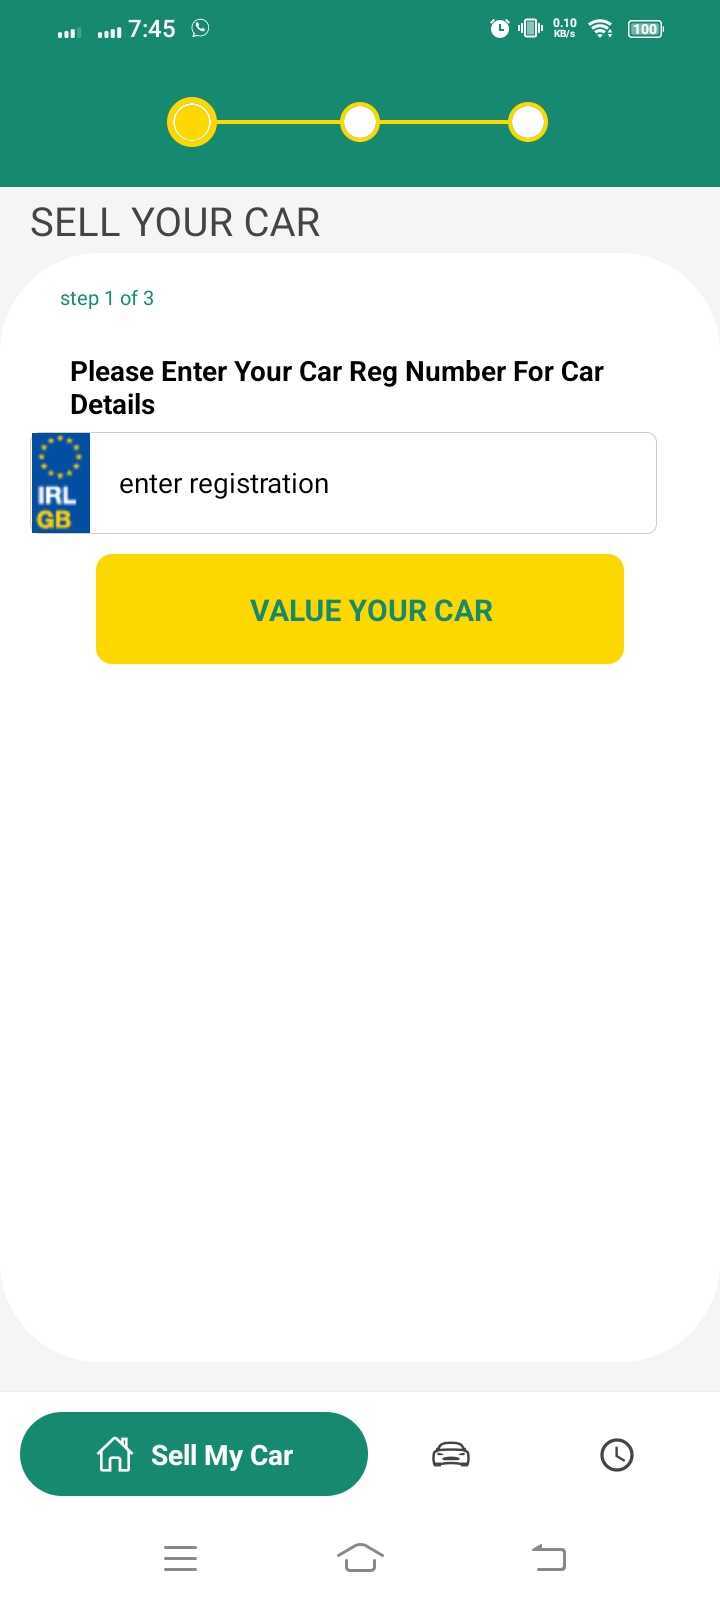 7:45
0.10
KB/s
100
SELL YOUR CAR
step 1 of 3
Please Enter Your Car Reg Number For Car
Details
IRL
GB
enter registration
VALUE YOUR CAR
Sell My Car